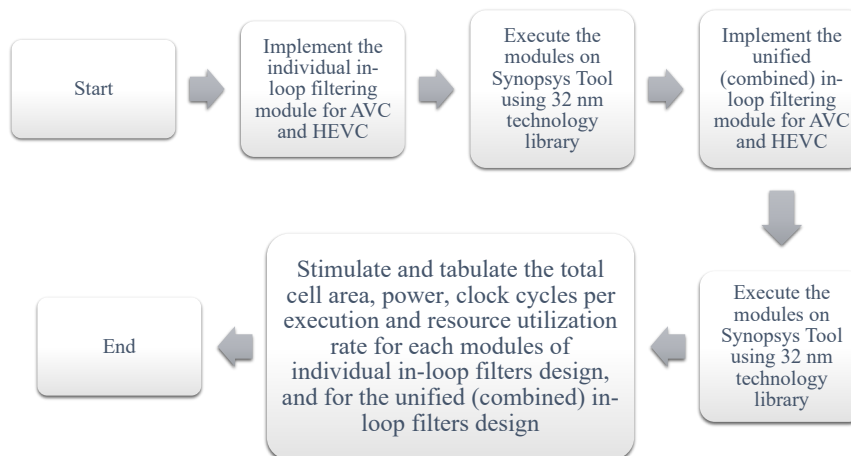 Start
Implement the
individual in-
loop filtering
module for AVC
and HEVC
Execute the
modules on
Synopsys Tool
using 32 nm
technology
library
Implement the
unified
(combined) in-
loop filtering
module for AVC
and HEVC
Execute the
modules on
Synopsys Tool
using 32 nm
technology
library
Stimulate and tabulate the total
cell area, power, clock cycles per
execution and resource utilization
rate for each modules of
individual in-loop filters design,
and for the unified (combined) in-
loop filters design
End